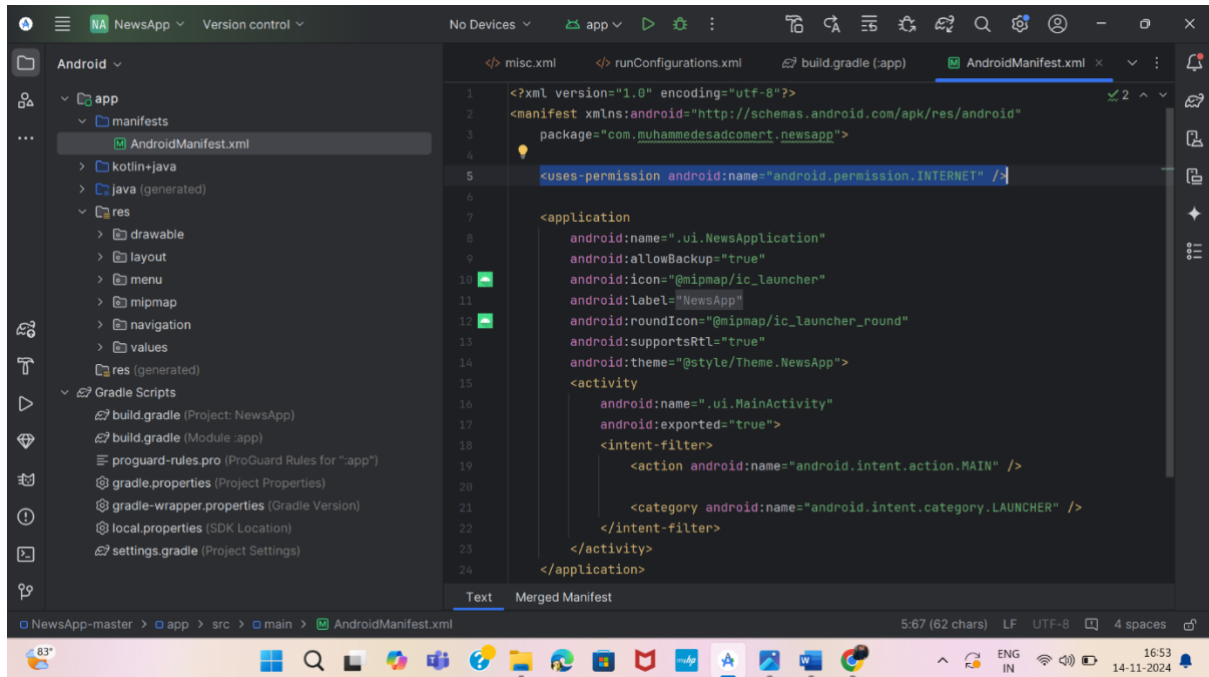 NA NewsApp Version control No Devices app
Android
app
manifests
AndroidManifest.xml
kotlin+java
java (generated)
res
drawable
layout
menu
mipmap
navigation
values
res (generated)
Gradle Scripts
build.gradle (Project: NewsApp)
build.gradle (Module :app)
proguard-rules.pro (ProGuard Rules for ":app")
gradle.properties (Project Properties)
gradle-wrapper.properties (Gradle Version)
local.properties (SDK Location)
settings.gradle (Project Settings)
misc.xml runConfigurations.xml build.gradle (:app) AndroidManifest.xml
1 <?xml version="1.0" encoding="utf-8"?> 2
2 <manifest xmlns:android="http://schemas.android.com/apk/res/android"
3 package="com.muhammedesadcomert.newsapp">
4
5 <uses-permission android:name="android.permission.INTERNET" />
6
7 <application
8 android:name=".ui.NewsApplication"
9 android:allowBackup="true"
10 android:icon="@mipmap/ic_launcher"
11 android:label="NewsApp"
12 android:roundIcon="@mipmap/ic_launcher_round"
13 android:supportsRtl="true"
14 android:theme="@style/Theme.NewsApp">
15 <activity
16 android:name=".ui.MainActivity"
17 android:exported="true">
18 <intent-filter>
19 <action android:name="android.intent.action.MAIN" />
20
21 <category android:name="android.intent.category.LAUNCHER" />
22 </intent-filter>
23 </activity>
24 </application>
Text Merged Manifest
NewsApp-master > app > src > main > AndroidManifest.xml 5:67 (62 chars) LF UTF-8 4 spaces
83° myhp ENG 16:53
IN 14-11-2024